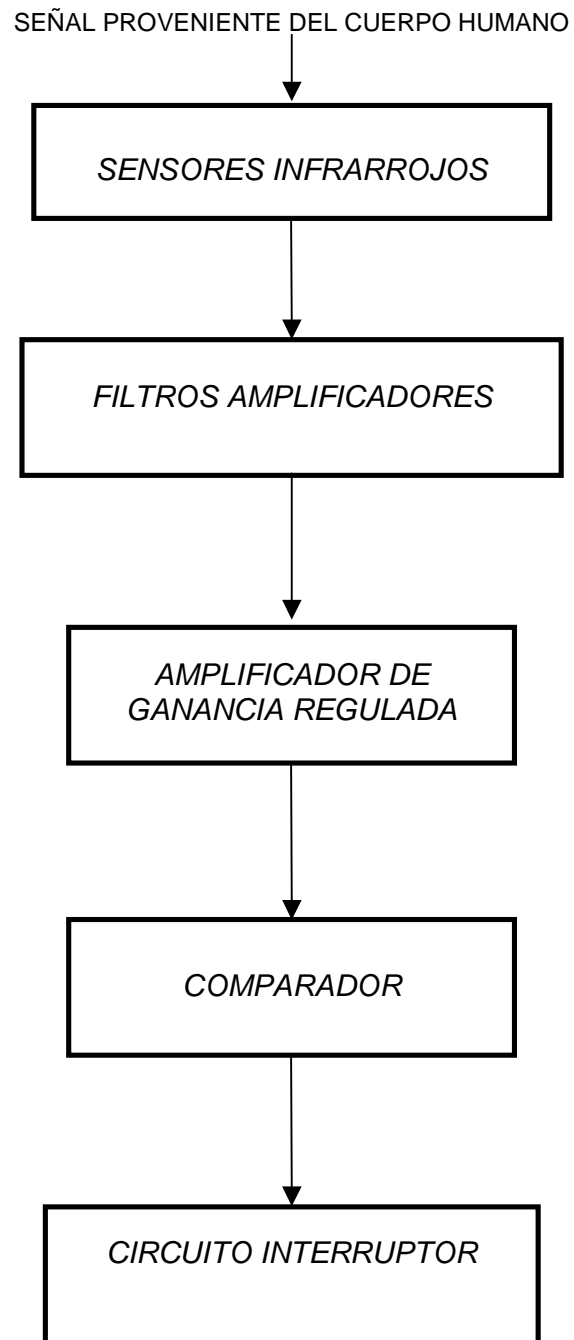 SEÑAL PROVENIENTE DEL CUERPO HUMANO
SENSORES INFRARROJOS
FILTROS AMPLIFICADORES
AMPLIFICADOR DE
GANANCIA REGULADA
COMPARADOR
CIRCUITO INTERRUPTOR